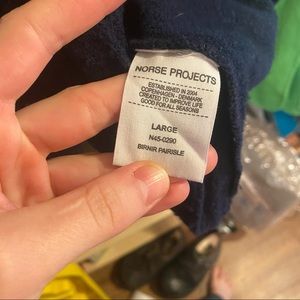 NORSE PROJECTS
ESTABLISHED IN 2004
COPENHAGEN - DENMARK
CREATED TO IMPROVE LIFE
GOOD FOR ALL SEASONS
LARGE
N45-0290
BIRNIR PAIRISLE